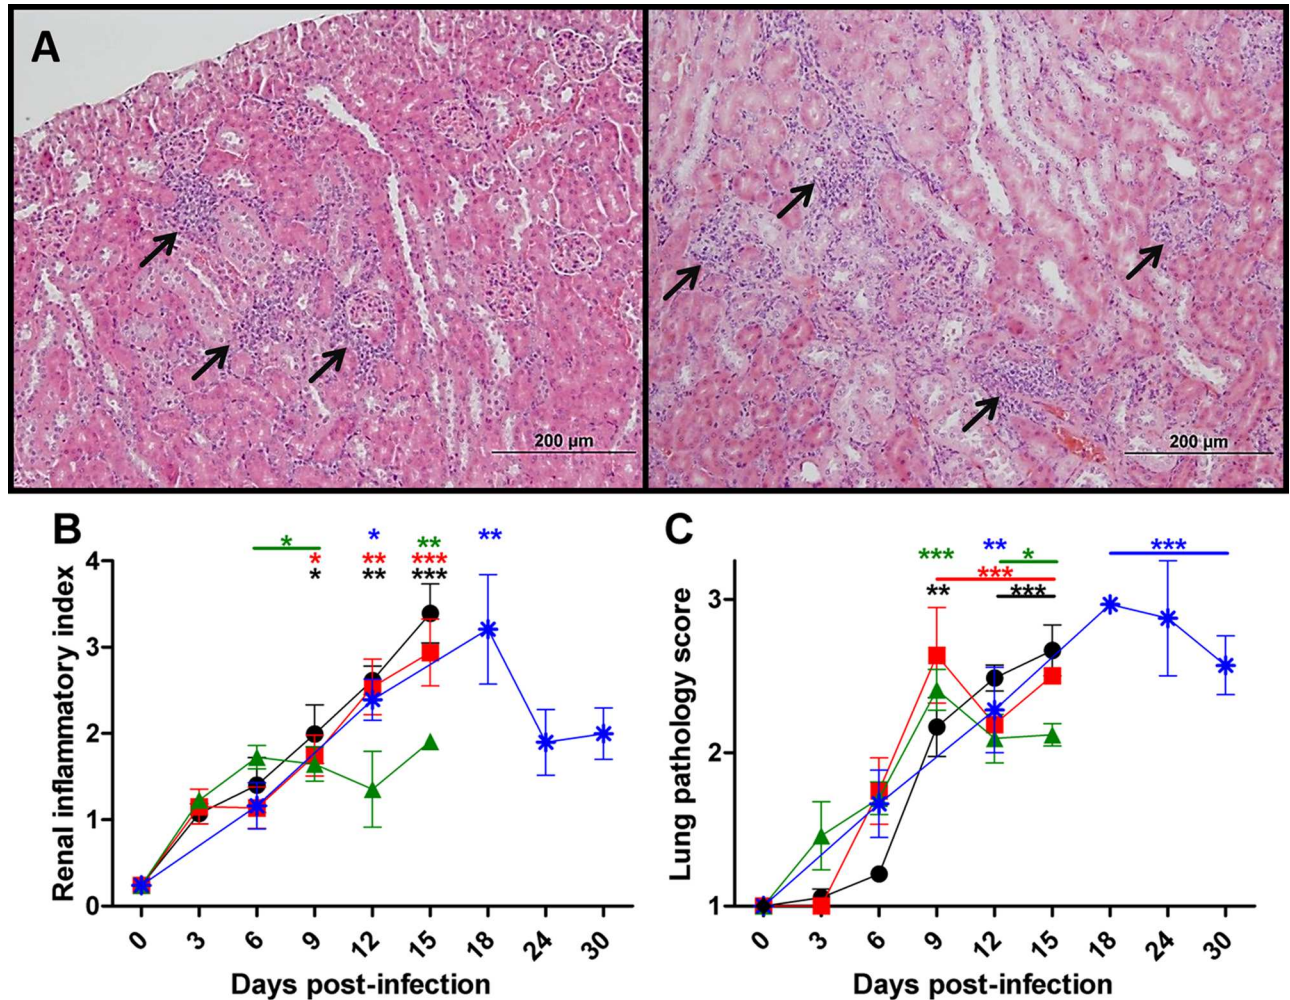 A
200 µm
200 µm
B
* * ** **
* ** ***
* ** ***
Renal inflammatory index
4
3
2
1
0
0 3 6 9 12 15 18 24 30
Days post-infection
C
*** ** * ***
***
** ***
Lung pathology score
3
2
1
0 3 6 9 12 15 18 24 30
Days post-infection